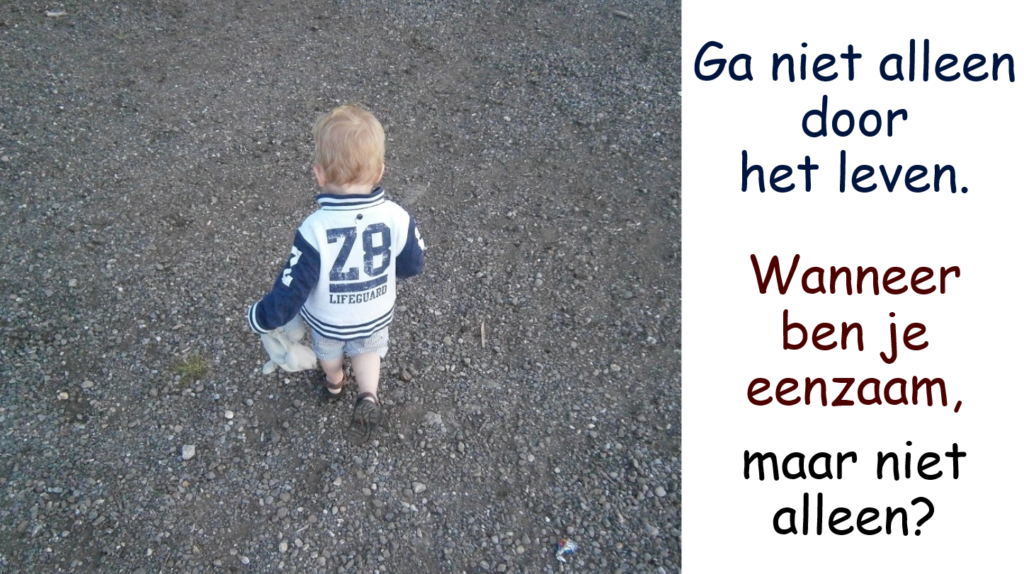 Ga niet alleen
door
het leven.
Wanneer
ben je
eenzaam,
maar niet
alleen?
Z8
LIFEGUARD